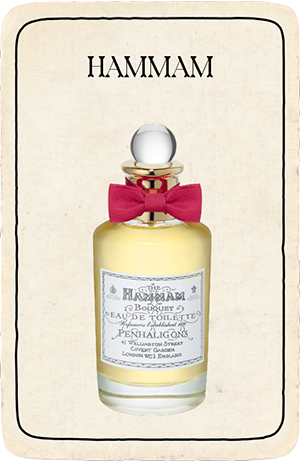 HAMMAM
THE
HAMMAM
BOUQUET
EAU DE TOILETTE
Perfumers Established 1870
PENHALIGON'S
41 WELLINGTON STREET
COVENT GARDEN
LONDON WC2 ENGLAND